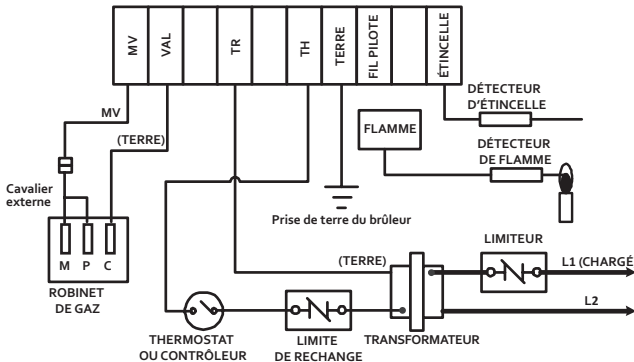 MV
VAL
TR
TH
TERRE
FIL PILOTE
ÉTINCELLE
MV
(TERRE)
Cavalier
externe
M P C
ROBINET
DE GAZ
DÉTECTEUR
D'ÉTINCELLE
FLAMME
DÉTECTEUR
DE FLAMME
Prise de terre du brûleur
(TERRE)
LIMITEUR
L1 (CHARGÉ
L2
THERMOSTAT
OU CONTRÔLEUR
LIMITE
DE RECHANGE
TRANSFORMATEUR